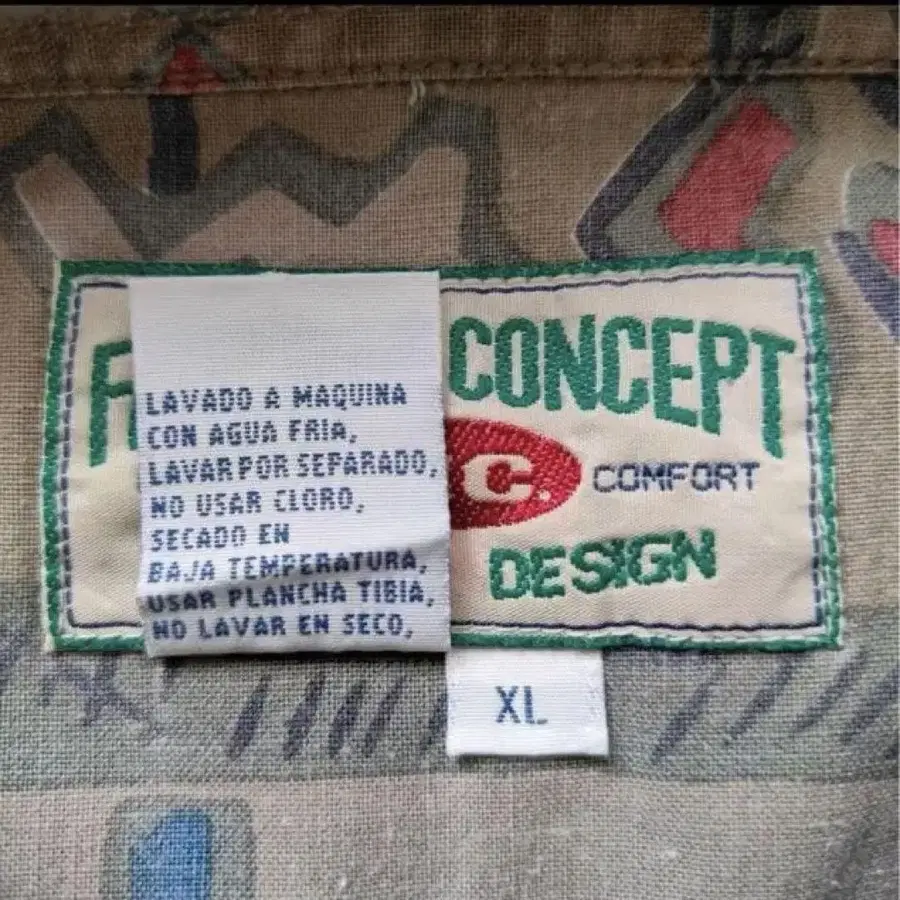 CONCEPT
C. COMFORT
DESIGN
LAVADO A MAQUINA
CON AGUA FRIA,
LAVAR POR SEPARADO,
NO USAR CLORO,
SECADO EN
BAJA TEMPERATURA,
USAR PLANCHA TIBIA,
NO LAVAR EN SECO,
XL